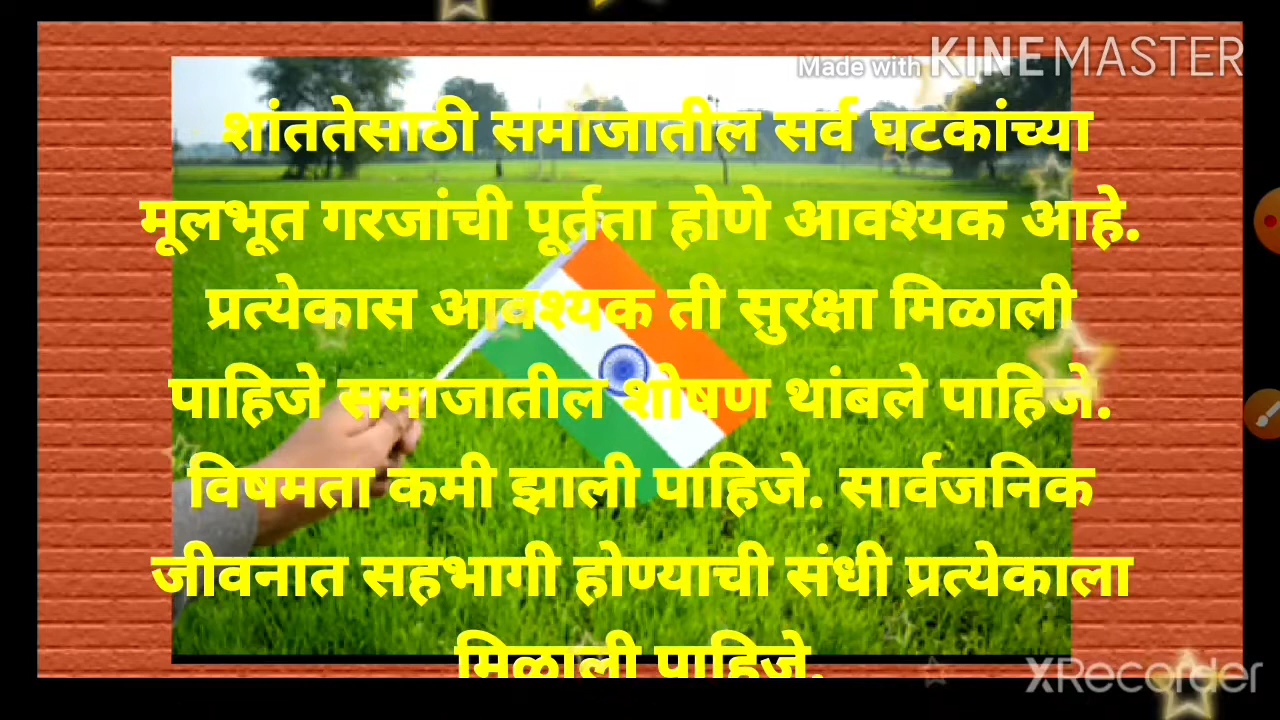 Made with KINEMASTER
शांततेसाठी समाजातील सर्व घटकांच्या
मूलभूत गरजांची पूर्तता होणे आवश्यक आहे.
प्रत्येकास आवश्यक ती सुरक्षा मिळाली
पाहिजे समाजातील शोषण थांबले पाहिजे.
विषमता कमी झाली पाहिजे. सार्वजनिक
जीवनात सहभागी होण्याची संधी प्रत्येकाला
मिळाली पाहिजे.
XRecorder